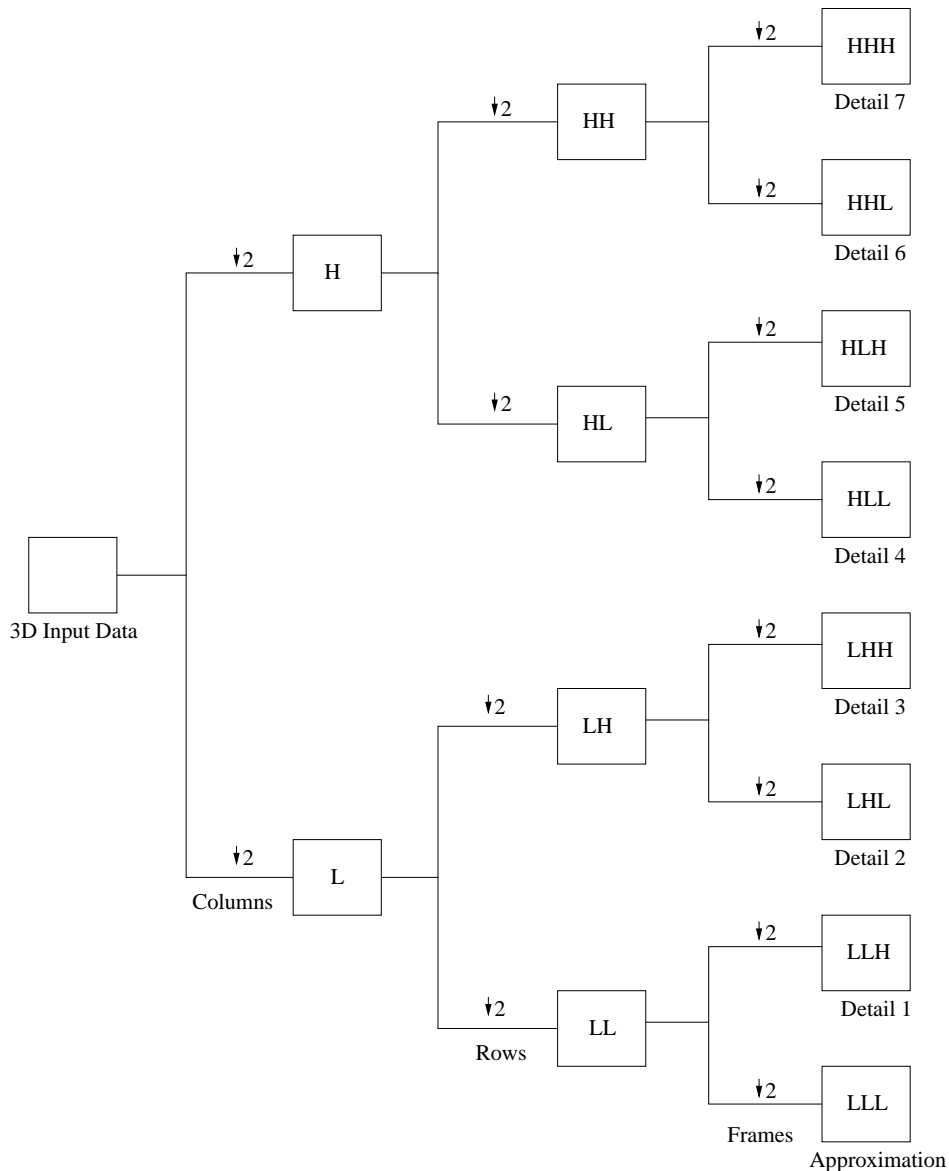 ↓2
HHH
Detail 7
↓2
HH
↓2
HHL
Detail 6
↓2
H
↓2
HLH
Detail 5
↓2
HL
↓2
HLL
Detail 4
3D Input Data
↓2
LHH
Detail 3
↓2
LH
↓2
LHL
Detail 2
↓2
L
Columns
↓2
LLH
Detail 1
↓2
LL
Rows
↓2
LLL
Frames
Approximation